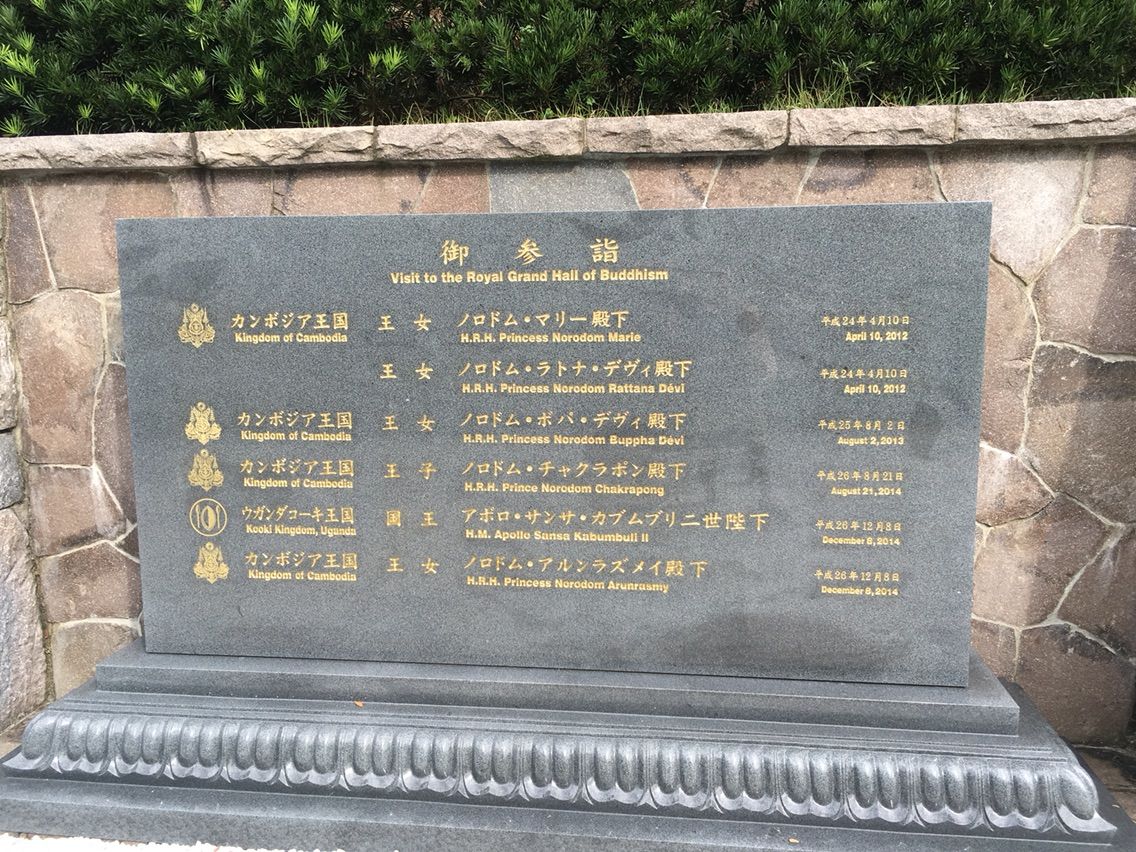 御参詣
Visit to the Royal Grand Hall of Buddhism
カンボジア王国 王女 ノロドム・マリー殿下 平成24年4月10日
Kingdom of Cambodia H.R.H. Princess Norodom Marie April 10, 2012
王女 ノロドム・ラトナ・デヴィ殿下 平成24年4月10日
H.R.H. Princess Norodom Rattana Dévi April 10, 2012
カンボジア王国 王女 ノロドム・ボパ・デヴィ殿下 平成25年8月2日
Kingdom of Cambodia H.R.H. Princess Norodom Buppha Dévi August 2, 2013
カンボジア王国 王子 ノロドム・チャクラポン殿下 平成26年8月21日
Kingdom of Cambodia H.R.H. Prince Norodom Chakrapong August 21, 2014
ウガンダコーキ王国 国王 アポロ・サンサ・カブムブリ二世陛下 平成26年12月8日
Kooki Kingdom, Uganda H.M. Apollo Sansa Kabumbuli II December 8, 2014
カンボジア王国 王女 ノロドム・アルンラズメイ殿下 平成26年12月8日
Kingdom of Cambodia H.R.H. Princess Norodom Arunrasmy December 8, 2014